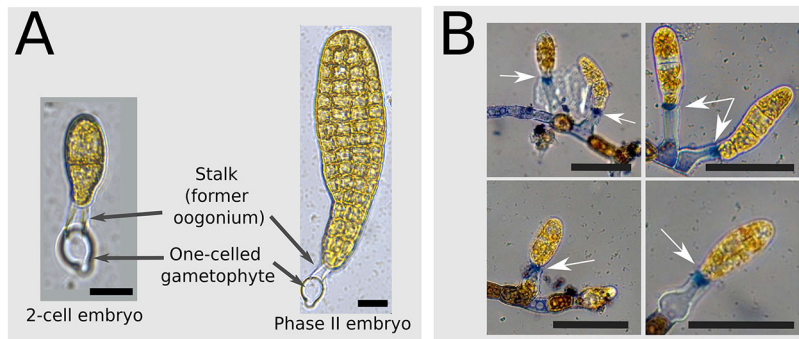 A
B
Stalk
(former
oogonium)
One-celled
gametophyte
2-cell embryo
Phase II embryo